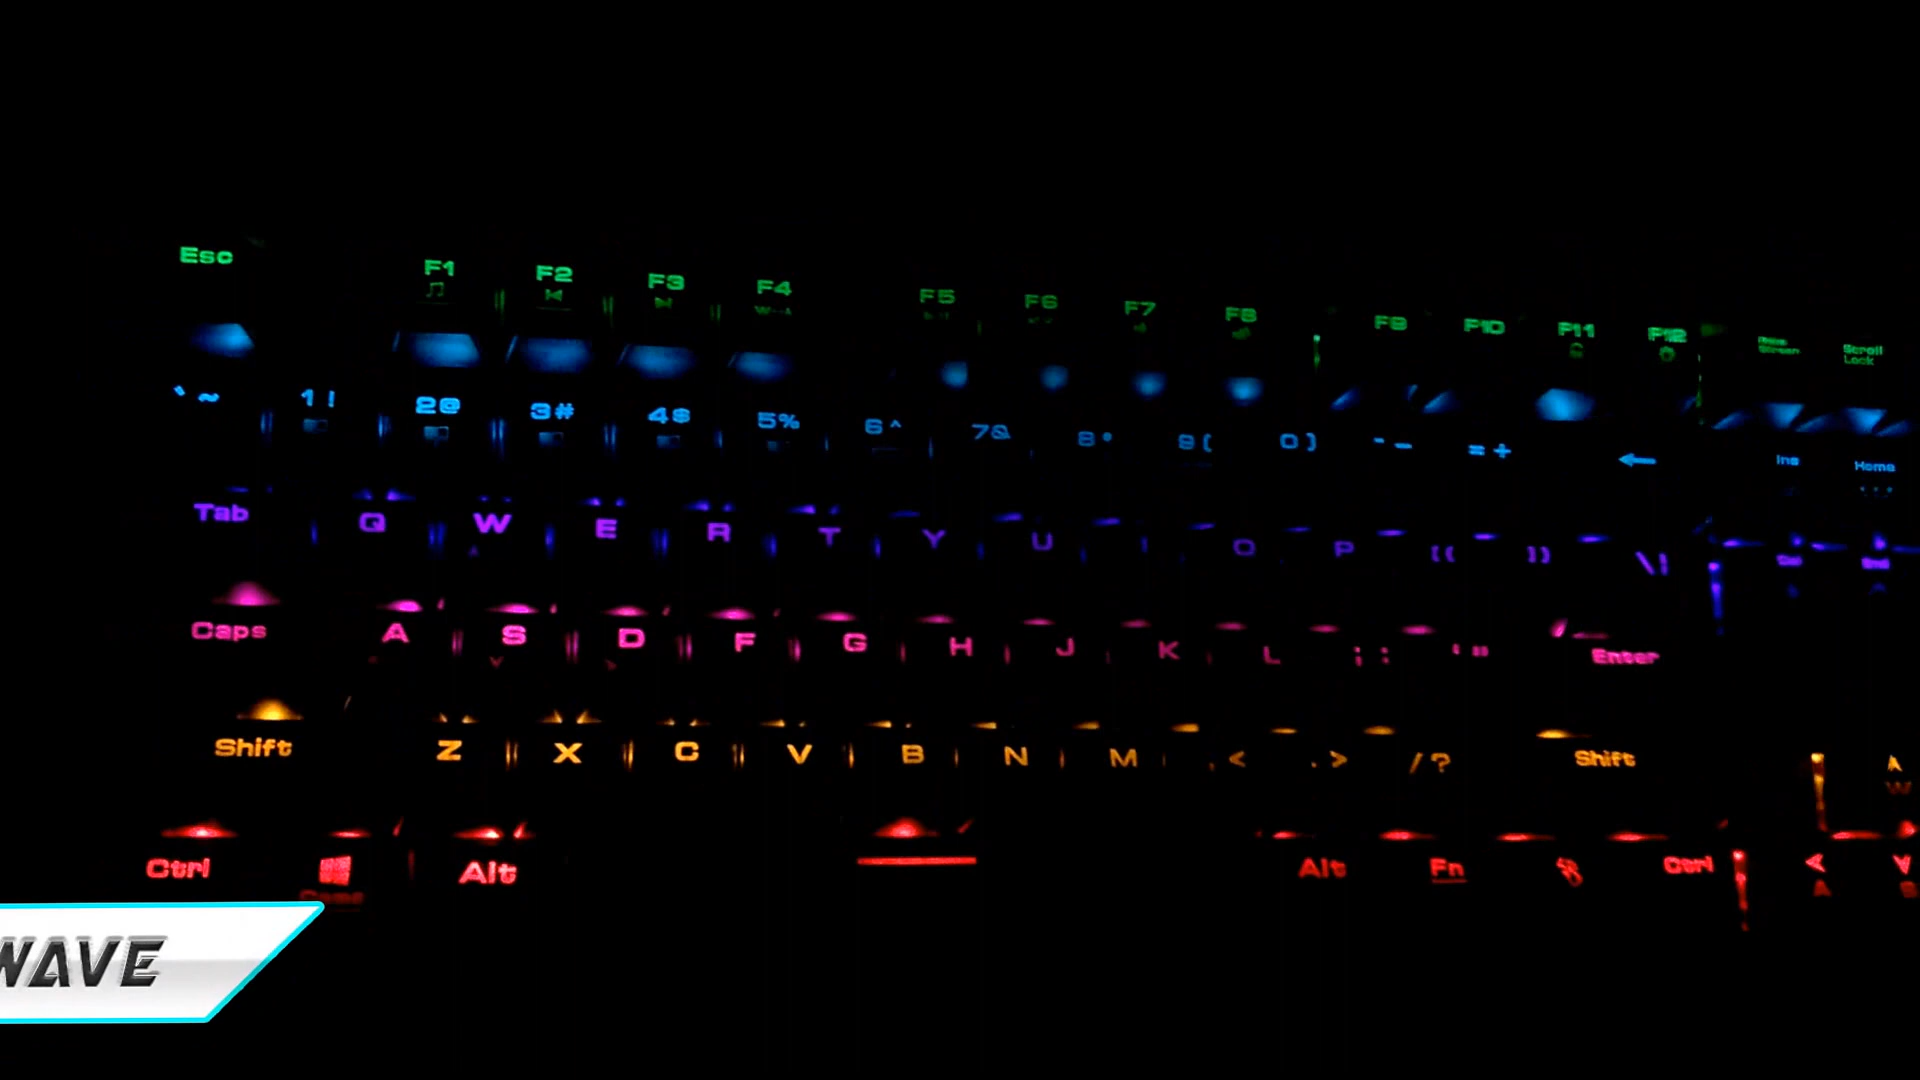 Esc F1 F2 F3 F4 F5 F6 F7 F8 F9 F10 F11 F12 Scroll Lock
` ~ 1 ! 2 @ 3 # 4 $ 5 % 6 ^ 7 & 8 * 9 ( 0 ) - _ = + ← Ins Home
Tab Q W E R T Y U I O P [ { ] } \ | Del End
Caps A S D F G H J K L ; : ' " Enter
Shift Z X C V B N M , < . > / ? Shift
Ctrl Alt Alt Fn Ctrl
WAVE